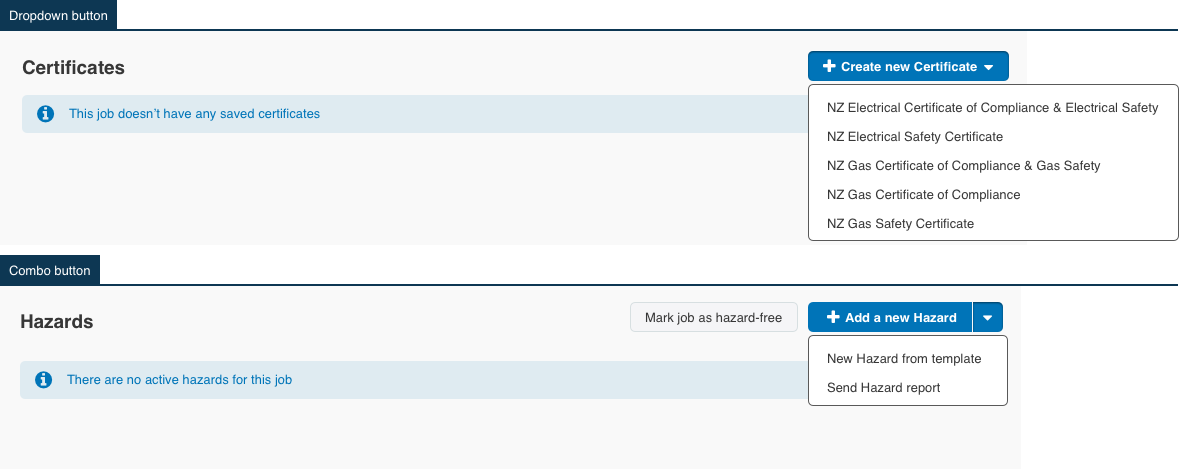 Dropdown button
Certificates
Create new Certificate
This job doesn't have any saved certificates
NZ Electrical Certificate of Compliance & Electrical Safety
NZ Electrical Safety Certificate
NZ Gas Certificate of Compliance & Gas Safety
NZ Gas Certificate of Compliance
NZ Gas Safety Certificate
Combo button
Hazards
Mark job as hazard-free
Add a new Hazard
There are no active hazards for this job
New Hazard from template
Send Hazard report